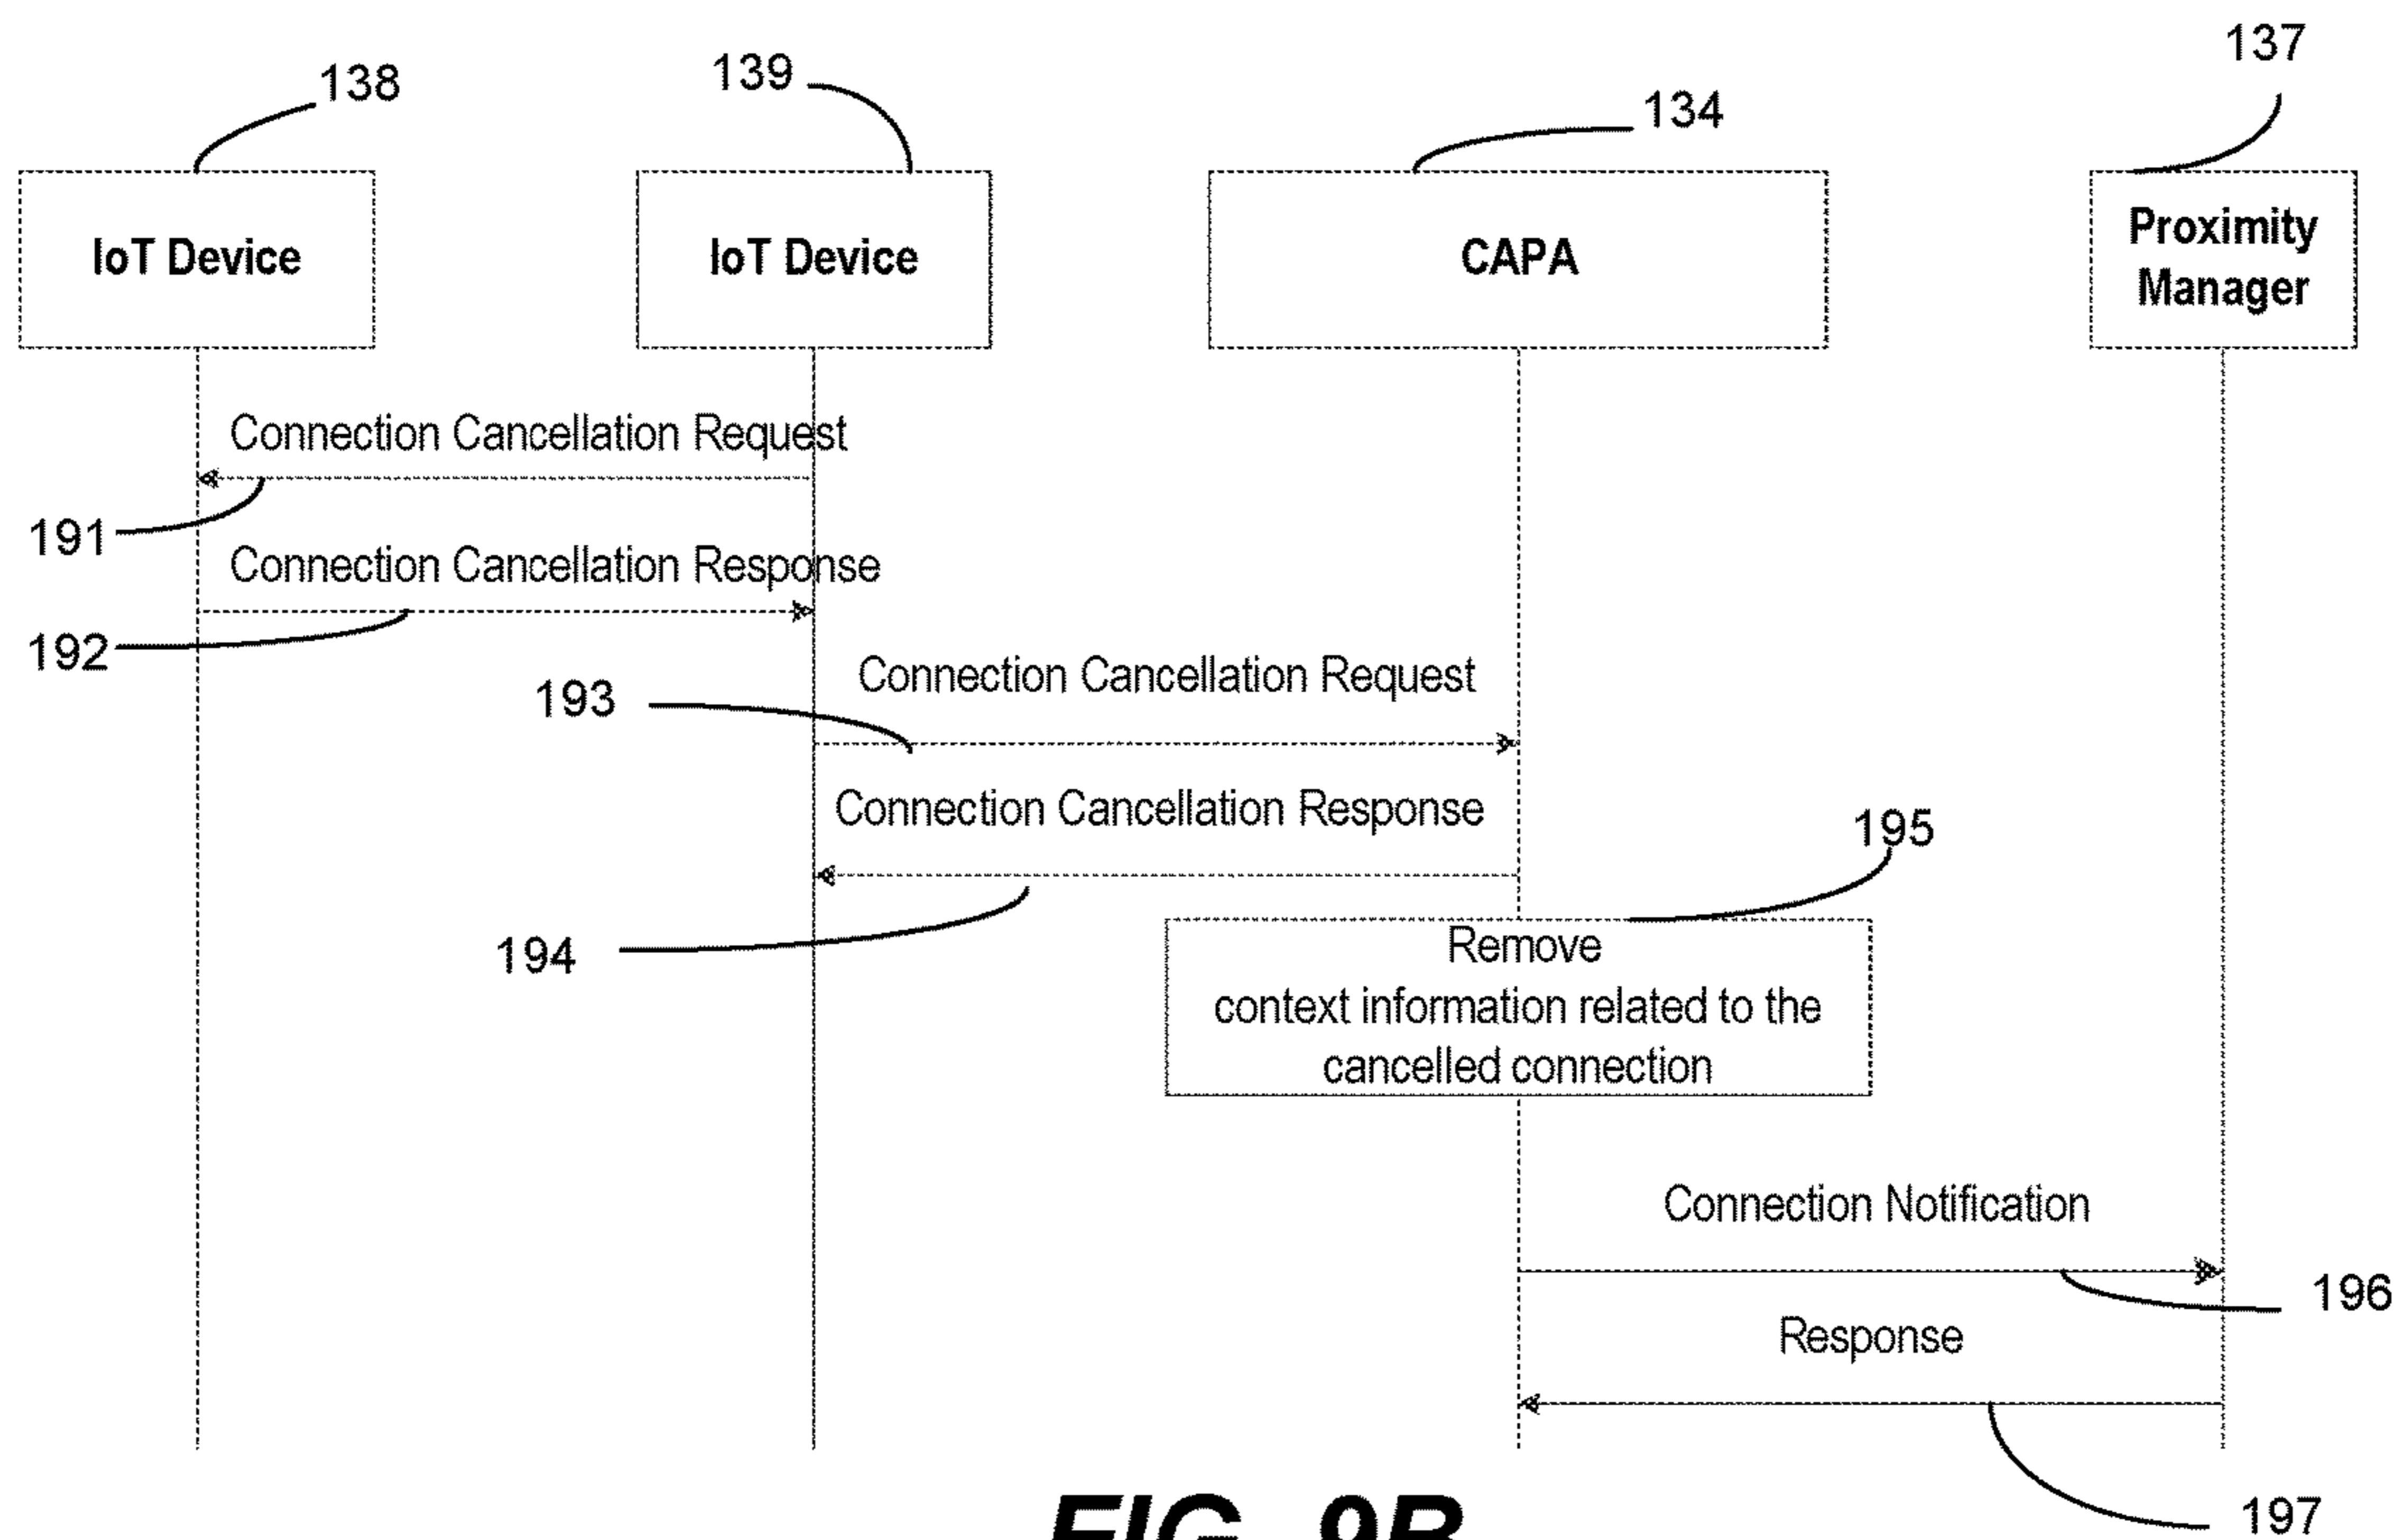 137
138
139
134
IoT Device
IoT Device
CAPA
Proximity
Manager
Connection Cancellation Request
191
Connection Cancellation Response
192
Connection Cancellation Request
193
Connection Cancellation Response
194
195
Remove
context information related to the
cancelled connection
Connection Notification
196
Response
197
FIG. 9B